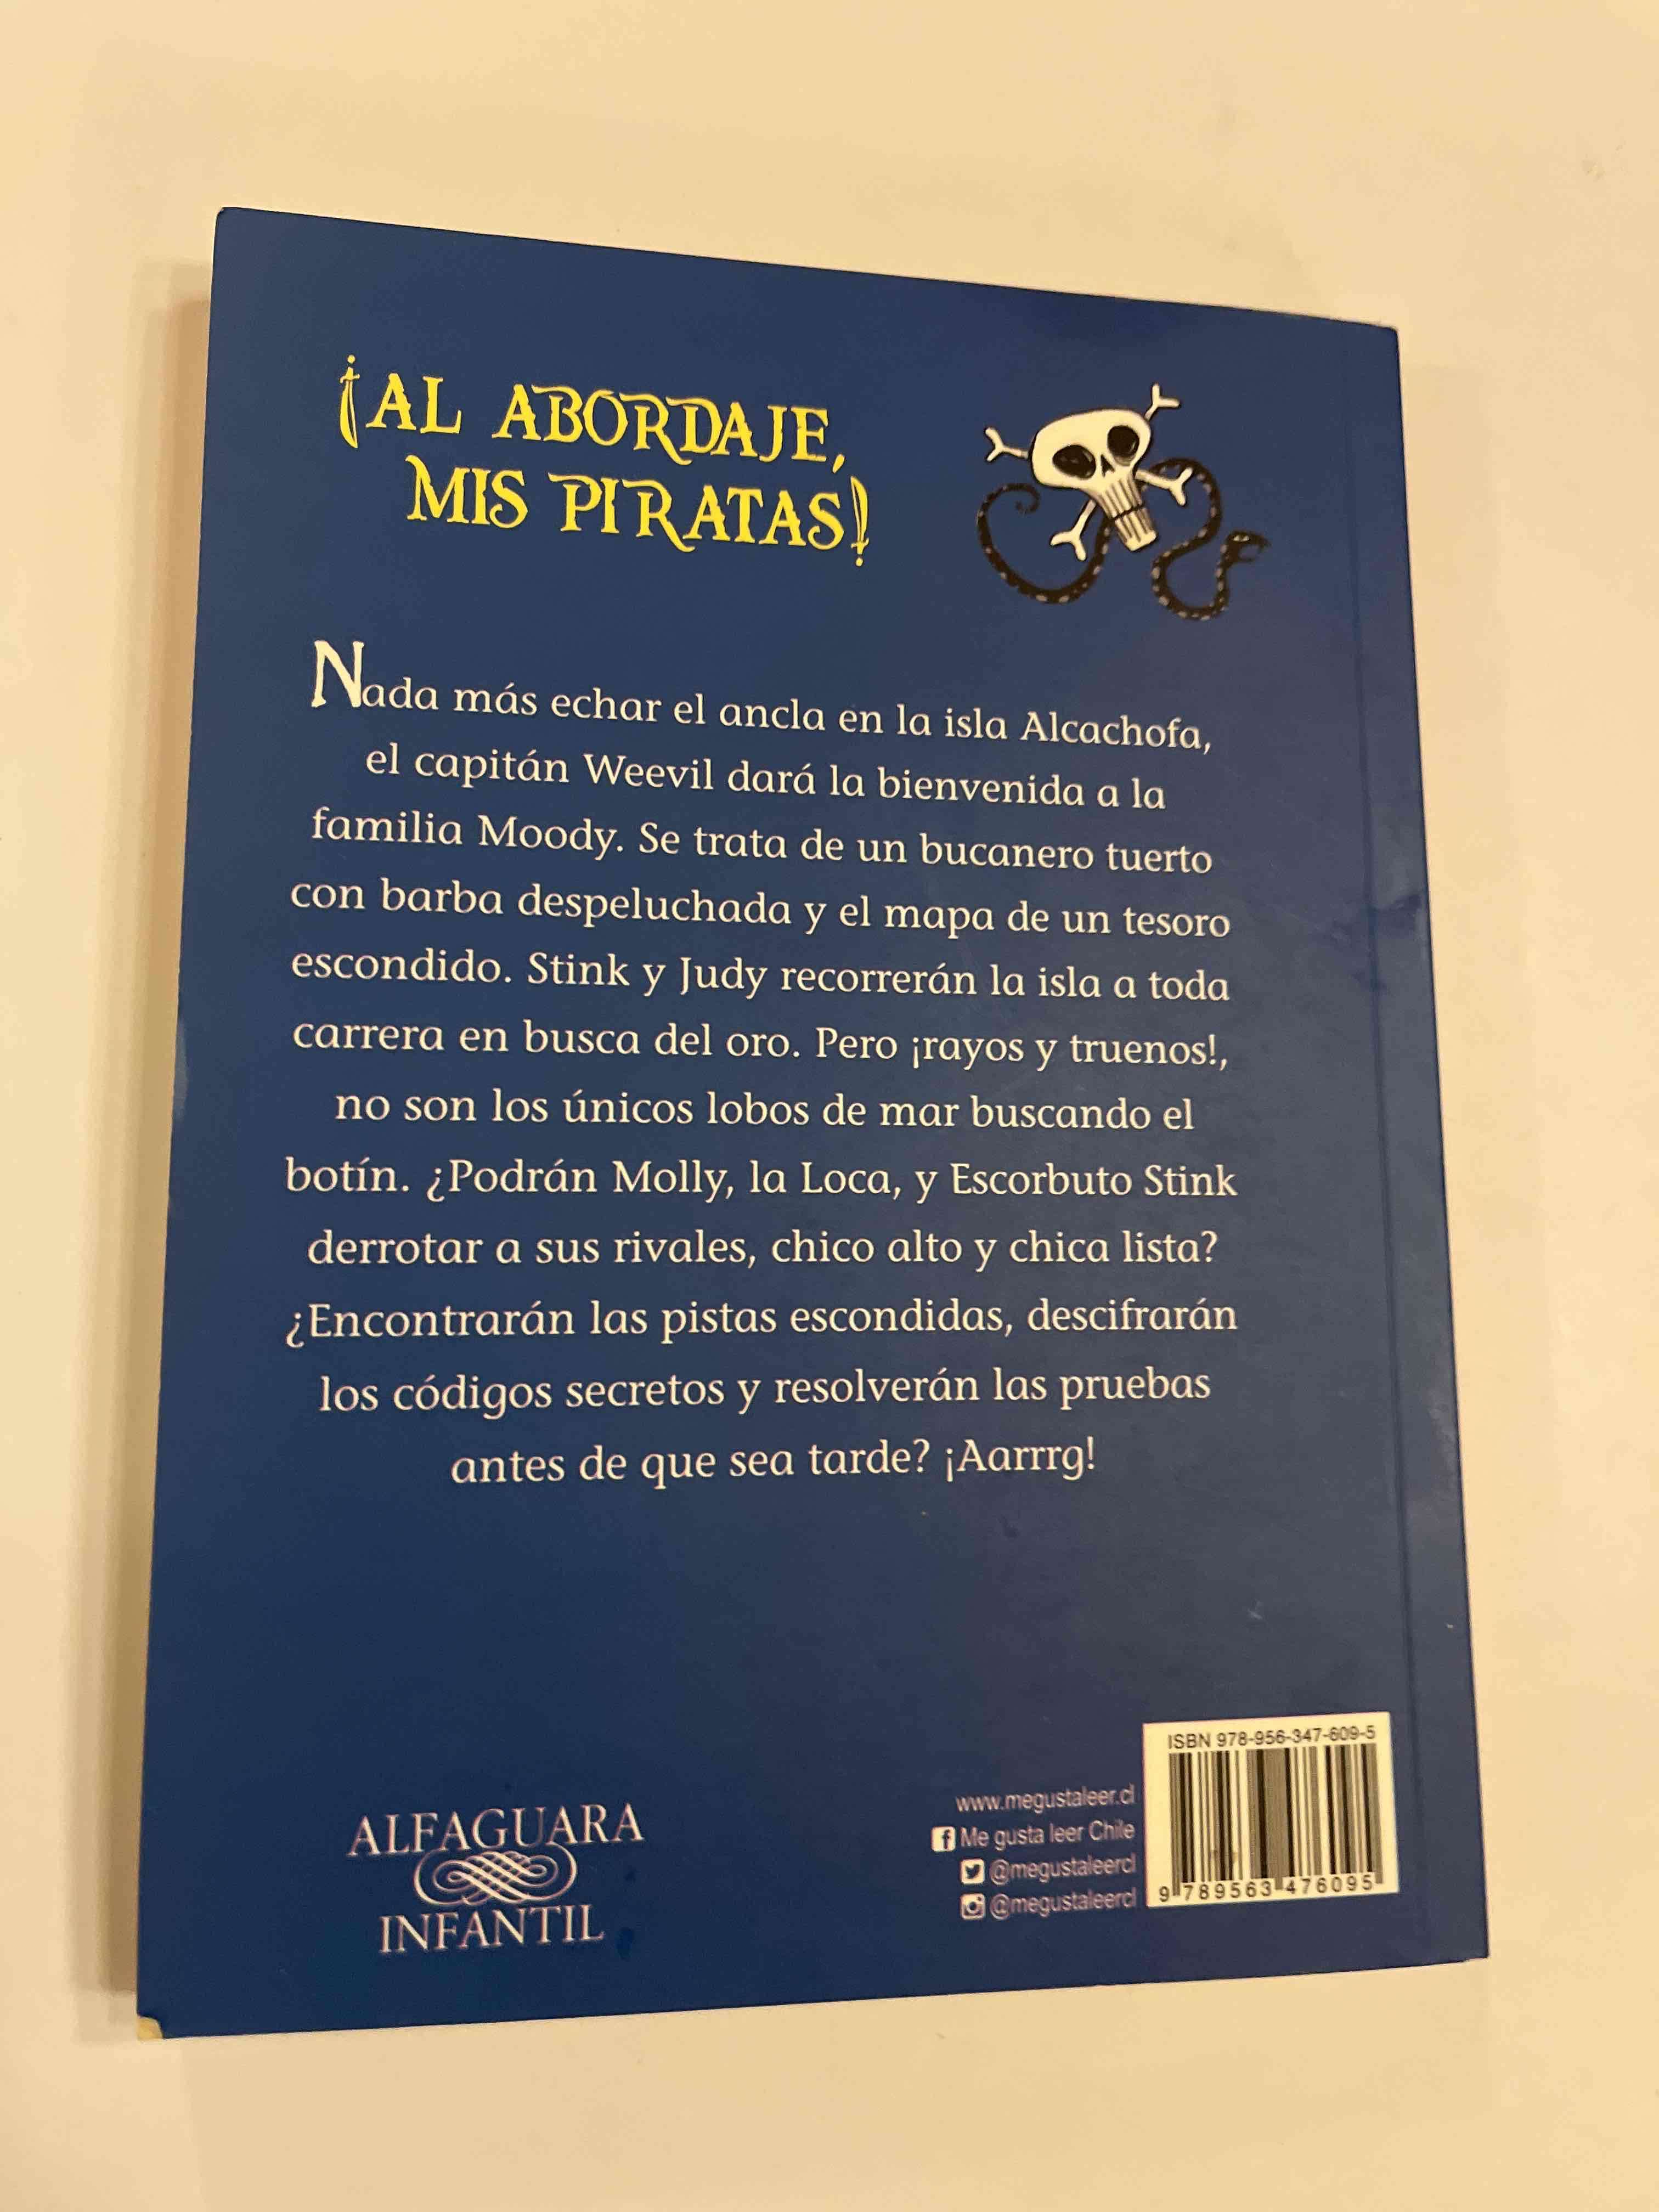 ¡AL ABORDAJE,
MIS PIRATAS!
Nada más echar el ancla en la isla Alcachofa,
el capitán Weevil dará la bienvenida a la
familia Moody. Se trata de un bucanero tuerto
con barba despeluchada y el mapa de un tesoro
escondido. Stink y Judy recorrerán la isla a toda
carrera en busca del oro. Pero ¡rayos y truenos!,
no son los únicos lobos de mar buscando el
botín. ¿Podrán Molly, la Loca, y Escorbuto Stink
derrotar a sus rivales, chico alto y chica lista?
¿Encontrarán las pistas escondidas, descifrarán
los códigos secretos y resolverán las pruebas
antes de que sea tarde? ¡Aarrrg!
ALFAGUARA
INFANTIL
www.megustaleer.cl
Me gusta leer Chile
@megustaleercl
@megustaleercl
ISBN 978-956-347-609-5
9 789563 476095